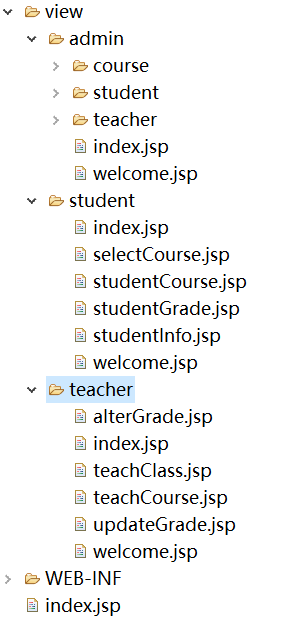 view
admin
course
student
teacher
index.jsp
welcome.jsp
student
index.jsp
selectCourse.jsp
studentCourse.jsp
studentGrade.jsp
studentInfo.jsp
welcome.jsp
teacher
alterGrade.jsp
index.jsp
teachClass.jsp
teachCourse.jsp
updateGrade.jsp
welcome.jsp
WEB-INF
index.jsp